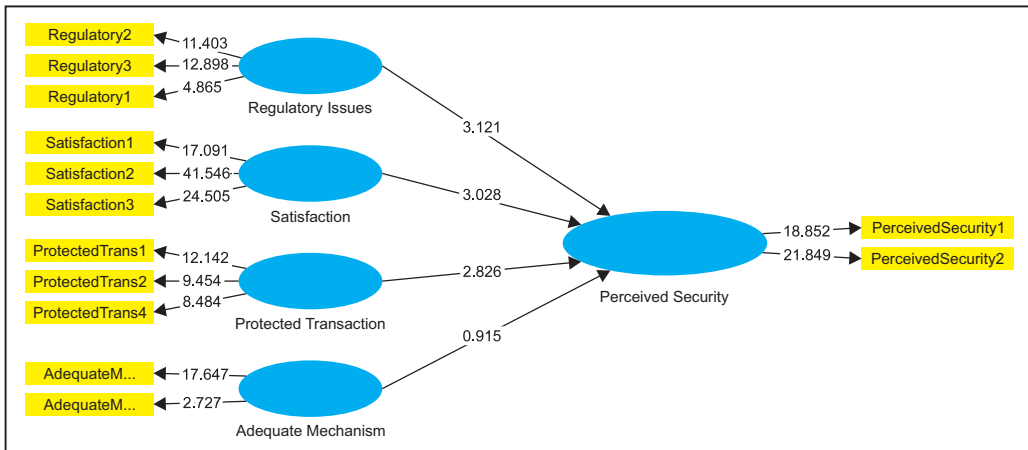 Regulatory2
11.403
Regulatory3
12.898
Regulatory1
4.865
Regulatory Issues
3.121
Satisfaction1
17.091
Satisfaction2
41.546
Satisfaction3
24.505
Satisfaction
3.028
ProtectedTrans1
12.142
ProtectedTrans2
9.454
ProtectedTrans4
8.484
Protected Transaction
2.826
AdequateM...
17.647
AdequateM...
2.727
Adequate Mechanism
0.915
Perceived Security
18.852
PerceivedSecurity1
21.849
PerceivedSecurity2